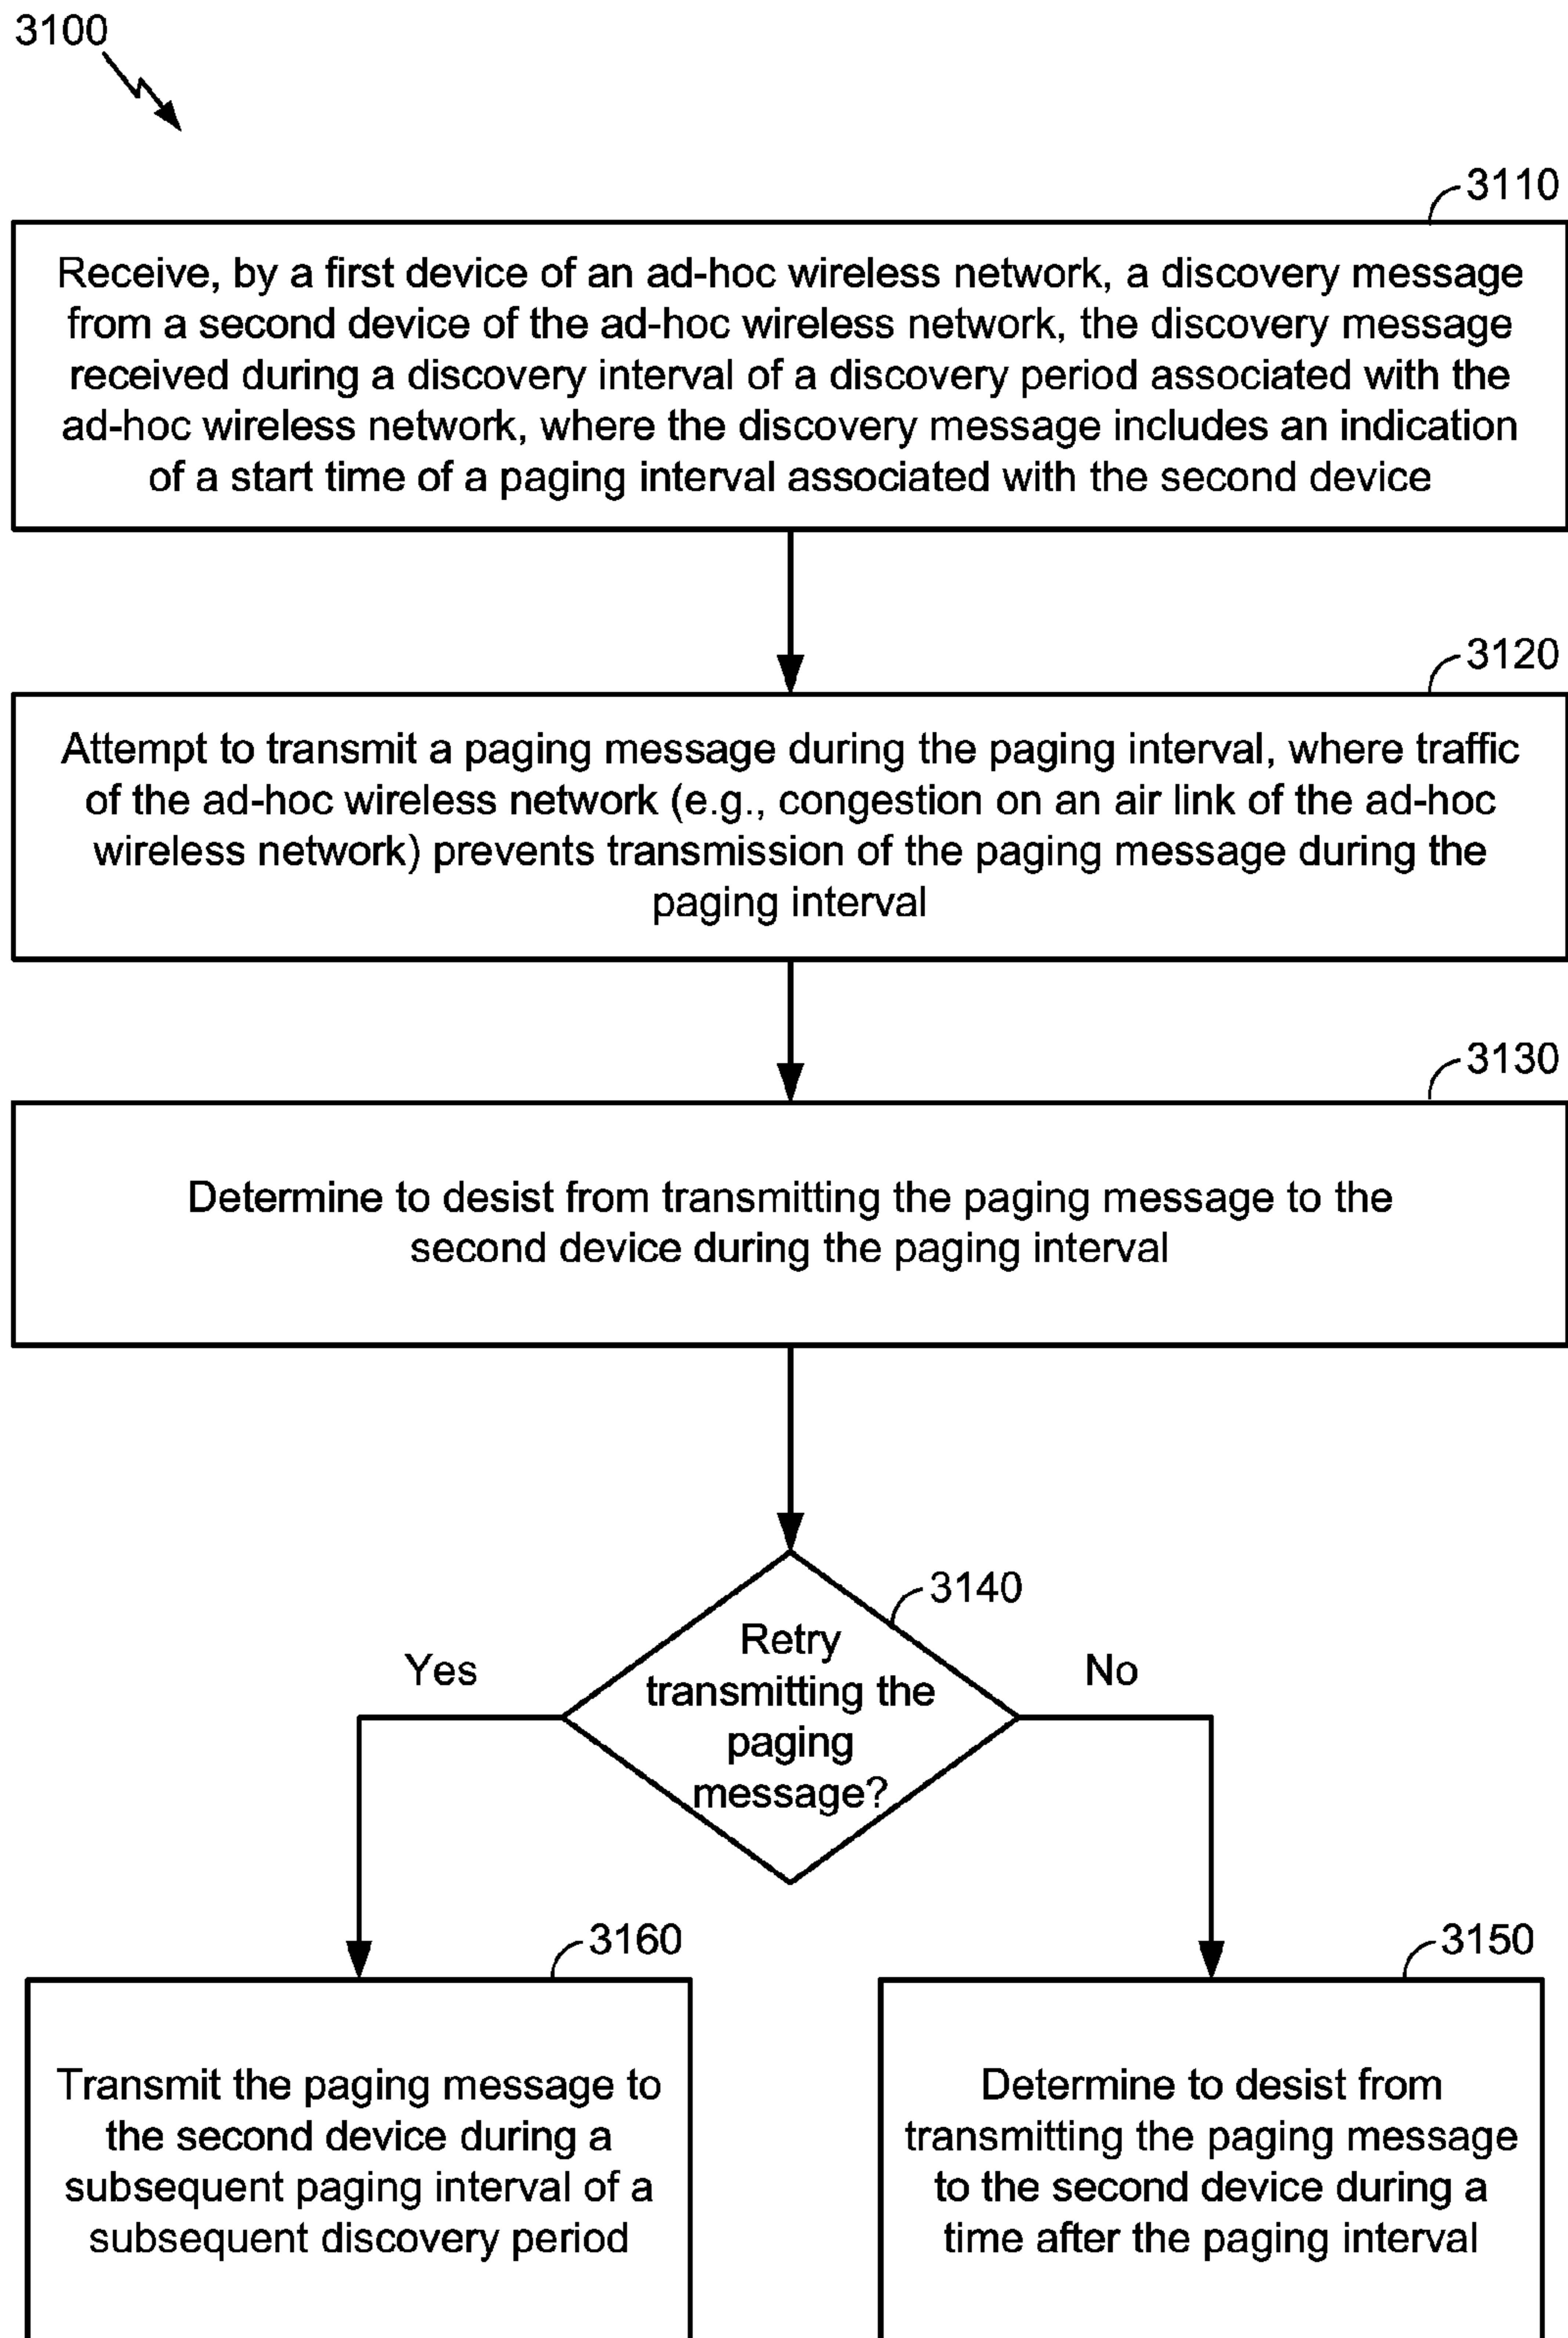 3100
3110
Receive, by a first device of an ad-hoc wireless network, a discovery message
from a second device of the ad-hoc wireless network, the discovery message
received during a discovery interval of a discovery period associated with the
ad-hoc wireless network, where the discovery message includes an indication
of a start time of a paging interval associated with the second device
3120
Attempt to transmit a paging message during the paging interval, where traffic
of the ad-hoc wireless network (e.g., congestion on an air link of the ad-hoc
wireless network) prevents transmission of the paging message during the
paging interval
3130
Determine to desist from transmitting the paging message to the
second device during the paging interval
3140
Retry
transmitting the
paging
message?
Yes
No
3160
Transmit the paging message to
the second device during a
subsequent paging interval of a
subsequent discovery period
3150
Determine to desist from
transmitting the paging message
to the second device during a
time after the paging interval